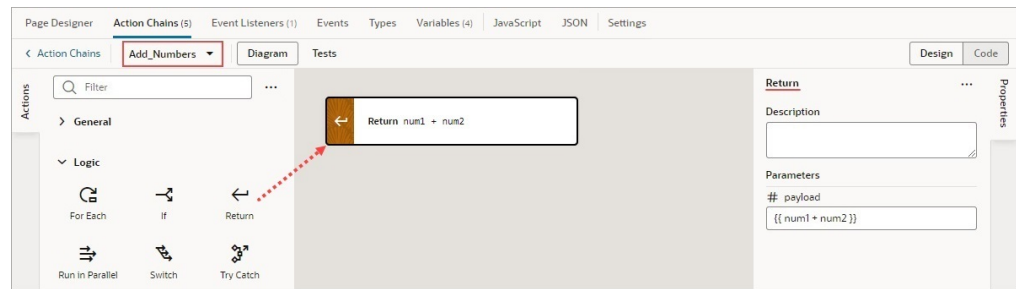 Page Designer Action Chains (5) Event Listeners (1) Events Types Variables (4) JavaScript JSON Settings
< Action Chains Add_Numbers Diagram Tests Design Code
Actions
Filter ...
> General
Logic
For Each If Return
Run in Parallel Switch Try Catch
Return num1 + num2
Return ...
Description
Parameters
# payload
{{ num1 + num2 }}
Properties